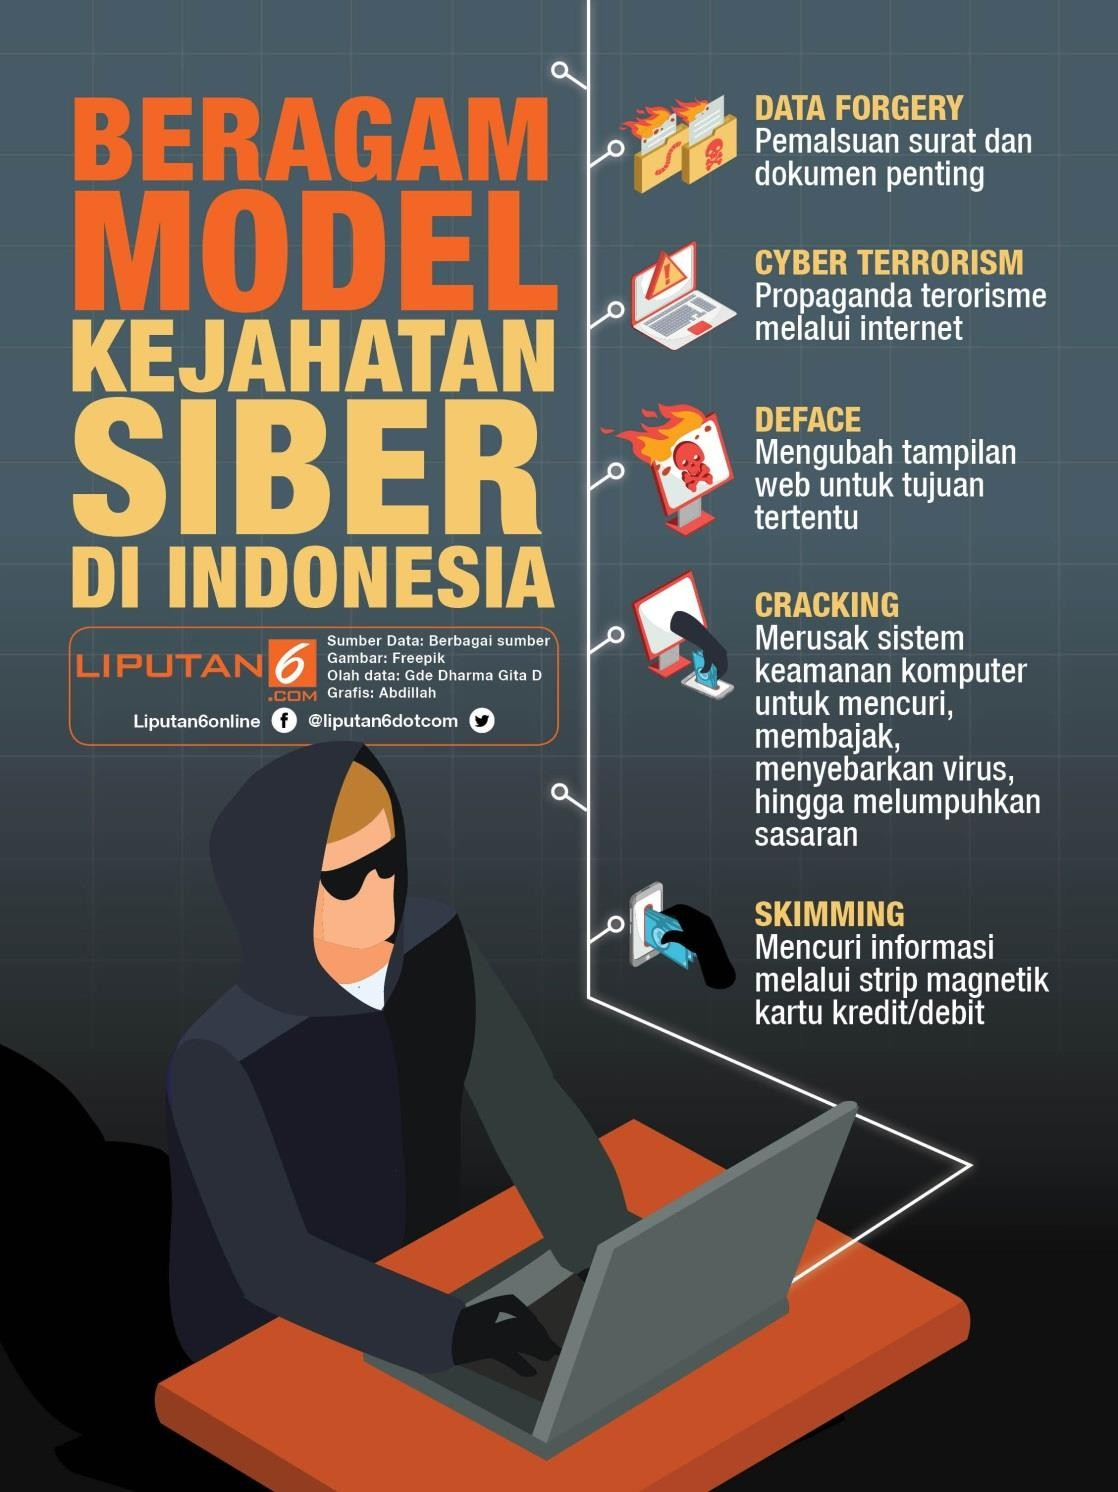 BERAGAM
MODEL
KEJAHATAN
SIBER
DI INDONESIA
LIPUTAN6
.COM
Sumber Data: Berbagai sumber
Gambar: Freepik
Olah data: Gde Dharma Gita D
Grafis: Abdillah
Liputan6online @liputan6dotcom
DATA FORGERY
Pemalsuan surat dan
dokumen penting
CYBER TERRORISM
Propaganda terorisme
melalui internet
DEFACE
Mengubah tampilan
web untuk tujuan
tertentu
CRACKING
Merusak sistem
keamanan komputer
untuk mencuri,
membajak,
menyebarkan virus,
hingga melumpuhkan
sasaran
SKIMMING
Mencuri informasi
melalui strip magnetik
kartu kredit/debit